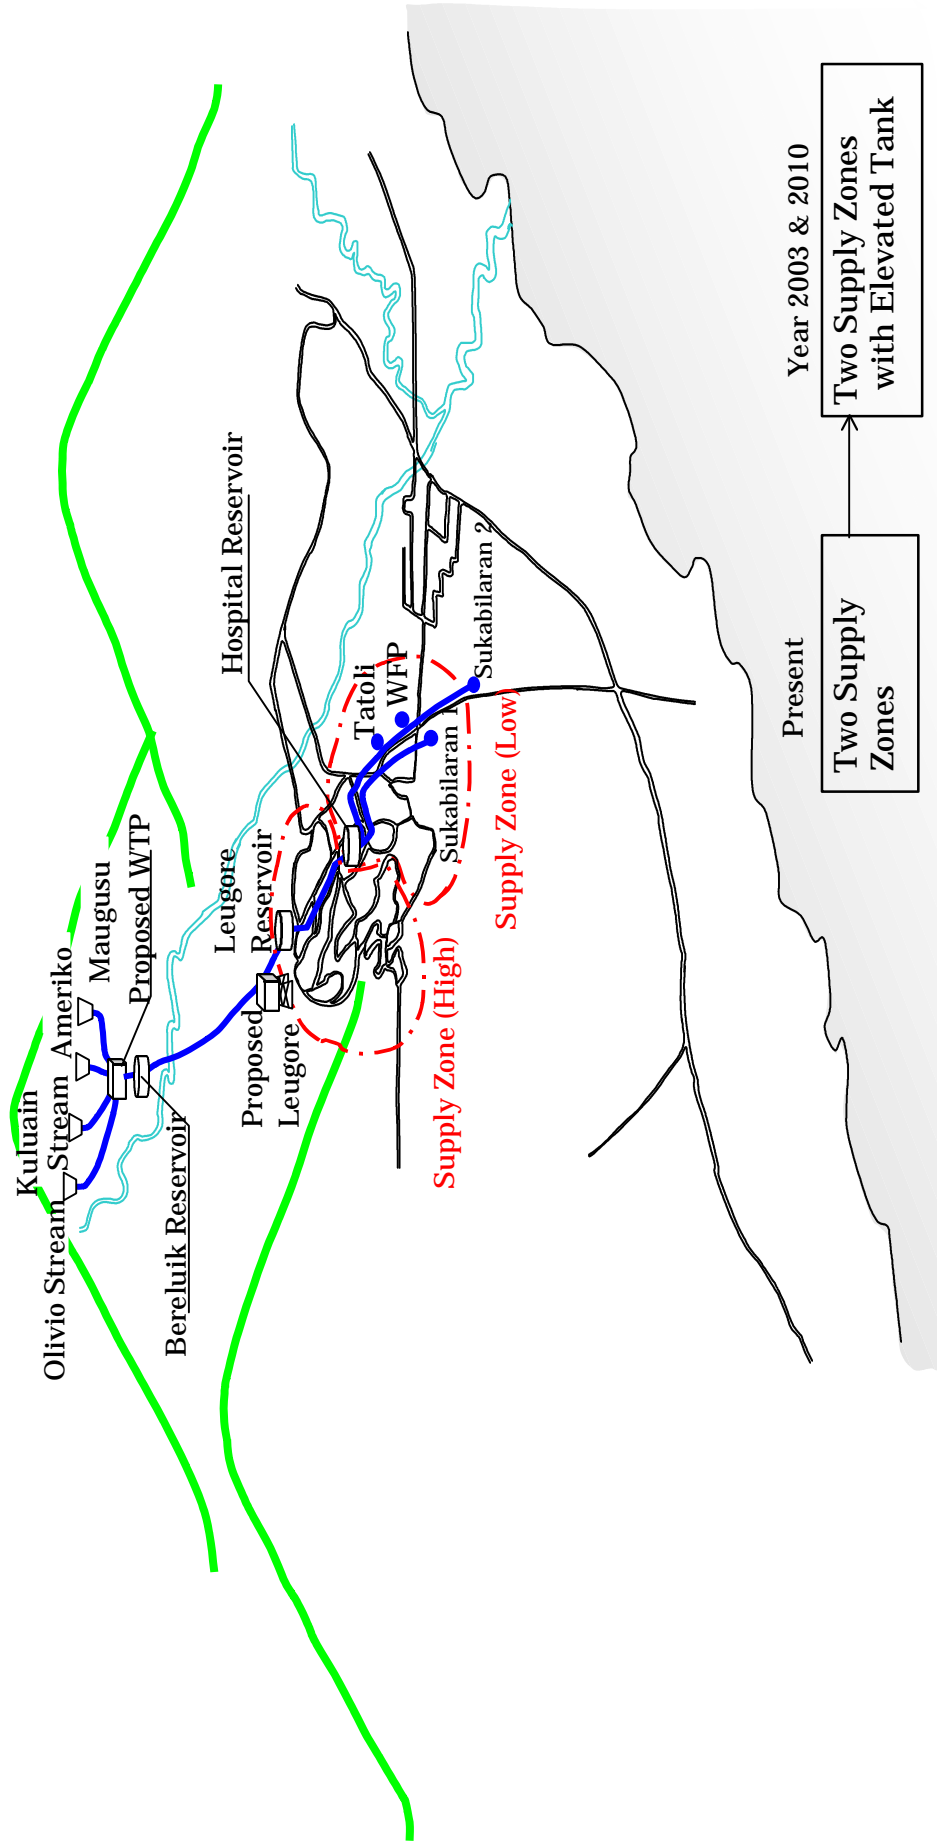 Olivio Stream
Kuluain
Stream
Ameriko
Maugusu
Proposed WTP
Bereluik Reservoir
Proposed
Leugore
Leugore
Reservoir
Hospital Reservoir
Tatoli
WFP
Sukabilaran 1
Sukabilaran 2
Supply Zone (High)
Supply Zone (Low)
Present
Two Supply
Zones
Year 2003 & 2010
Two Supply Zones
with Elevated Tank